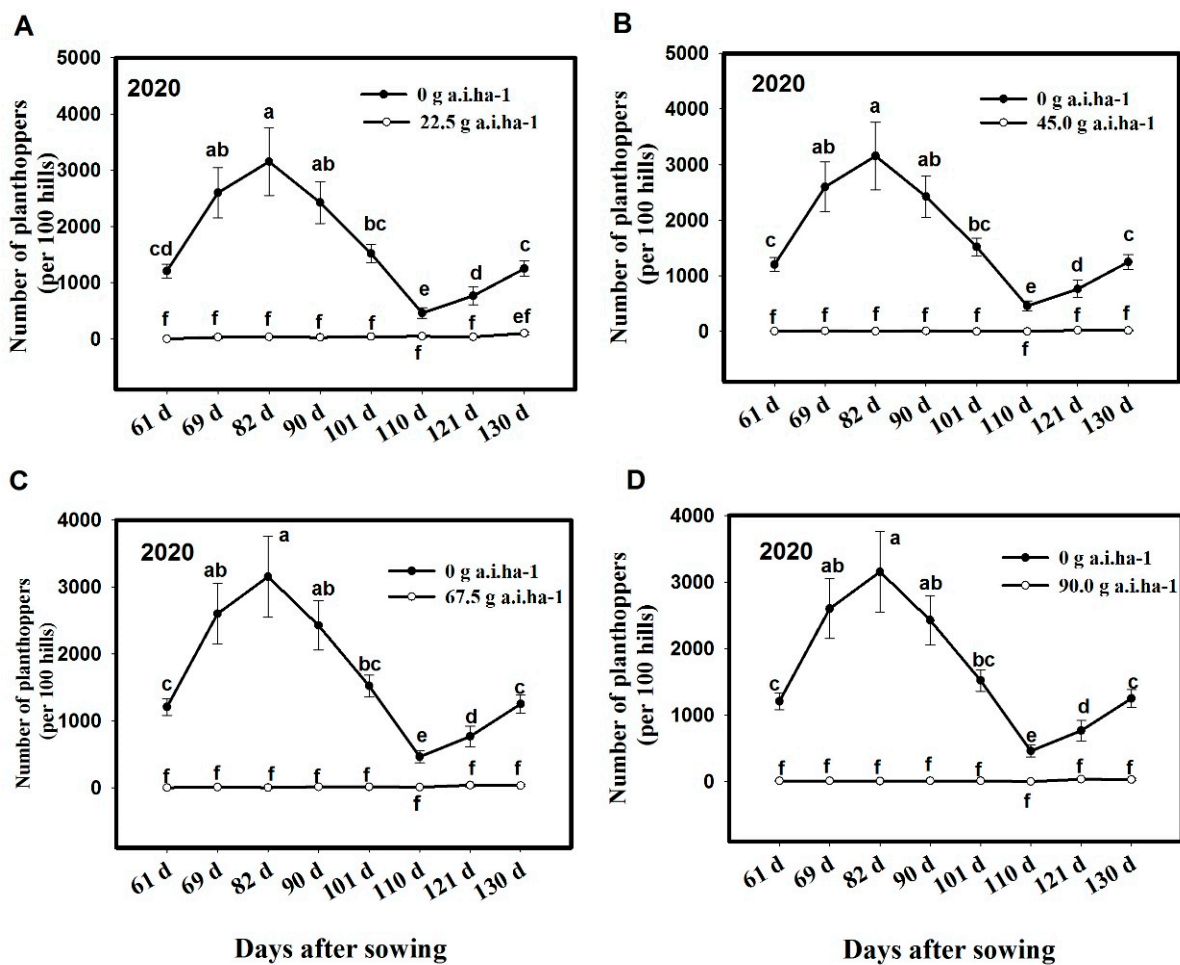 A
Number of planthoppers
(per 100 hills)
5000
4000
3000
2000
1000
0
2020
0 g a.i.ha-1
22.5 g a.i.ha-1
cd
ab
a
ab
bc
e
d
c
f
f
f
f
f
f
f
ef
61 d
69 d
82 d
90 d
101 d
110 d
121 d
130 d
B
Number of planthoppers
(per 100 hills)
5000
4000
3000
2000
1000
0
2020
0 g a.i.ha-1
45.0 g a.i.ha-1
c
ab
a
ab
bc
e
d
c
f
f
f
f
f
f
f
f
61 d
69 d
82 d
90 d
101 d
110 d
121 d
130 d
C
Number of planthoppers
(per 100 hills)
4000
3000
2000
1000
0
2020
0 g a.i.ha-1
67.5 g a.i.ha-1
c
ab
a
ab
bc
e
d
c
f
f
f
f
f
f
f
f
61 d
69 d
82 d
90 d
101 d
110 d
121 d
130 d
Days after sowing
D
Number of planthoppers
(per 100 hills)
4000
3000
2000
1000
0
2020
0 g a.i.ha-1
90.0 g a.i.ha-1
c
ab
a
ab
bc
e
d
c
f
f
f
f
f
f
f
f
61 d
69 d
82 d
90 d
101 d
110 d
121 d
130 d
Days after sowing